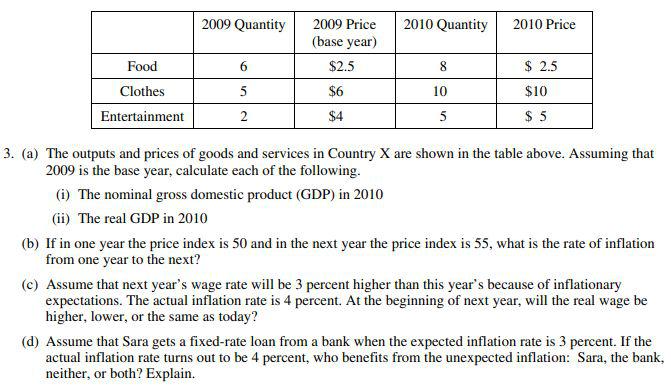 2009 Quantity 2009 Price 2010 Quantity 2010 Price
(base year)
Food 6 $2.5 8 $ 2.5
Clothes 5 $6 10 $10
Entertainment 2 $4 5 $ 5
3. (a) The outputs and prices of goods and services in Country X are shown in the table above. Assuming that
2009 is the base year, calculate each of the following.
(i) The nominal gross domestic product (GDP) in 2010
(ii) The real GDP in 2010
(b) If in one year the price index is 50 and in the next year the price index is 55, what is the rate of inflation
from one year to the next?
(c) Assume that next year's wage rate will be 3 percent higher than this year's because of inflationary
expectations. The actual inflation rate is 4 percent. At the beginning of next year, will the real wage be
higher, lower, or the same as today?
(d) Assume that Sara gets a fixed-rate loan from a bank when the expected inflation rate is 3 percent. If the
actual inflation rate turns out to be 4 percent, who benefits from the unexpected inflation: Sara, the bank,
neither, or both? Explain.